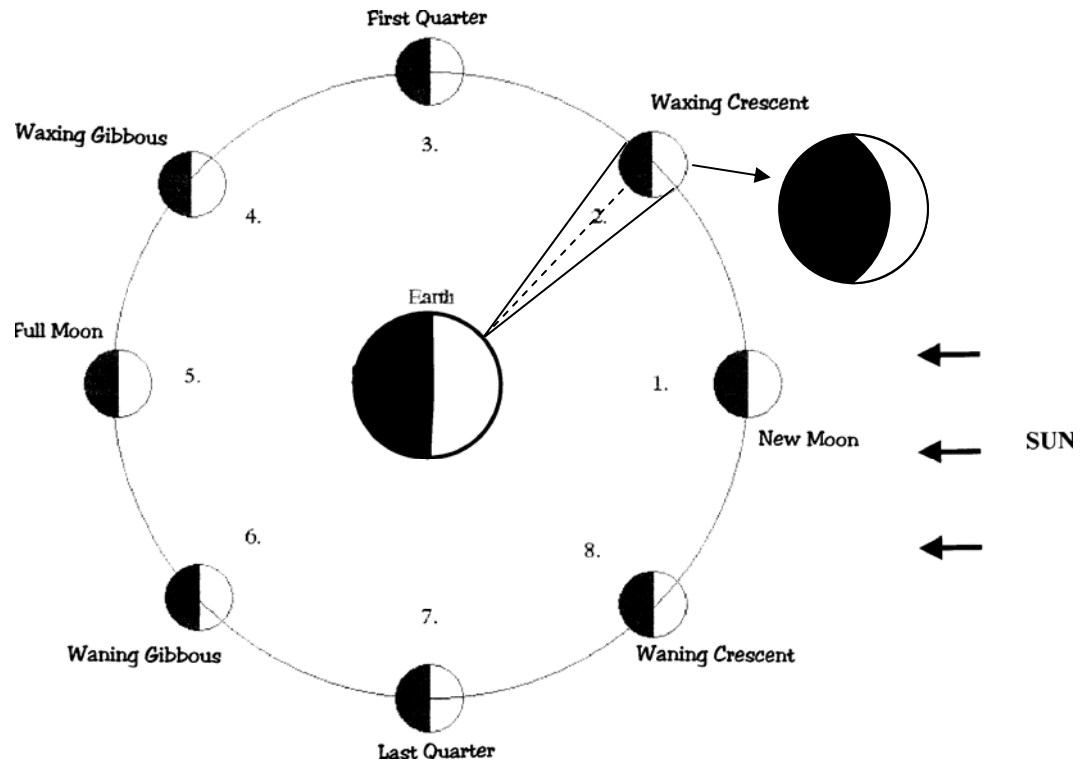 First Quarter
Waxing Crescent
Waxing Gibbous
3.
4.
2.
Earth
Full Moon
5.
1.
New Moon
SUN
6.
8.
7.
Waning Gibbous
Waning Crescent
Last Quarter